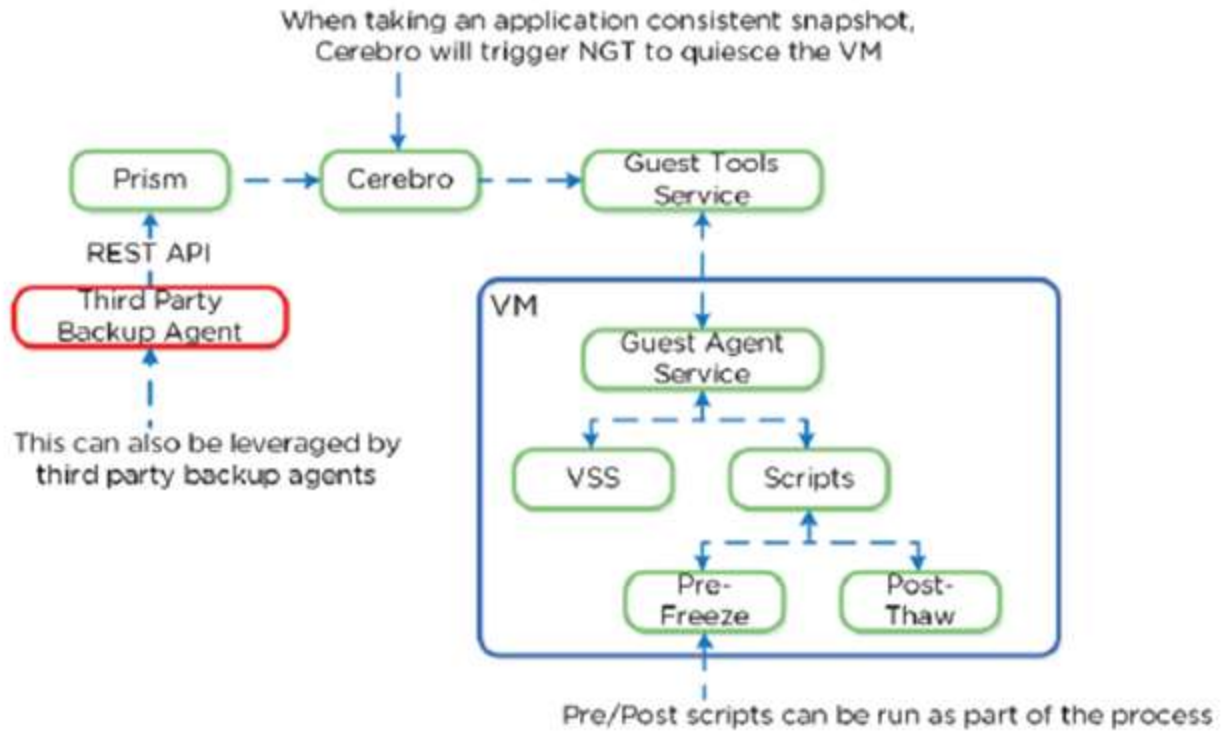 When taking an application consistent snapshot,
Cerebro will trigger NGT to quiesce the VM
Prism
Cerebro
Guest Tools
Service
REST API
Third Party
Backup Agent
VM
Guest Agent
Service
This can also be leveraged by
third party backup agents
VSS
Scripts
Pre-
Freeze
Post-
Thaw
Pre/Post scripts can be run as part of the process